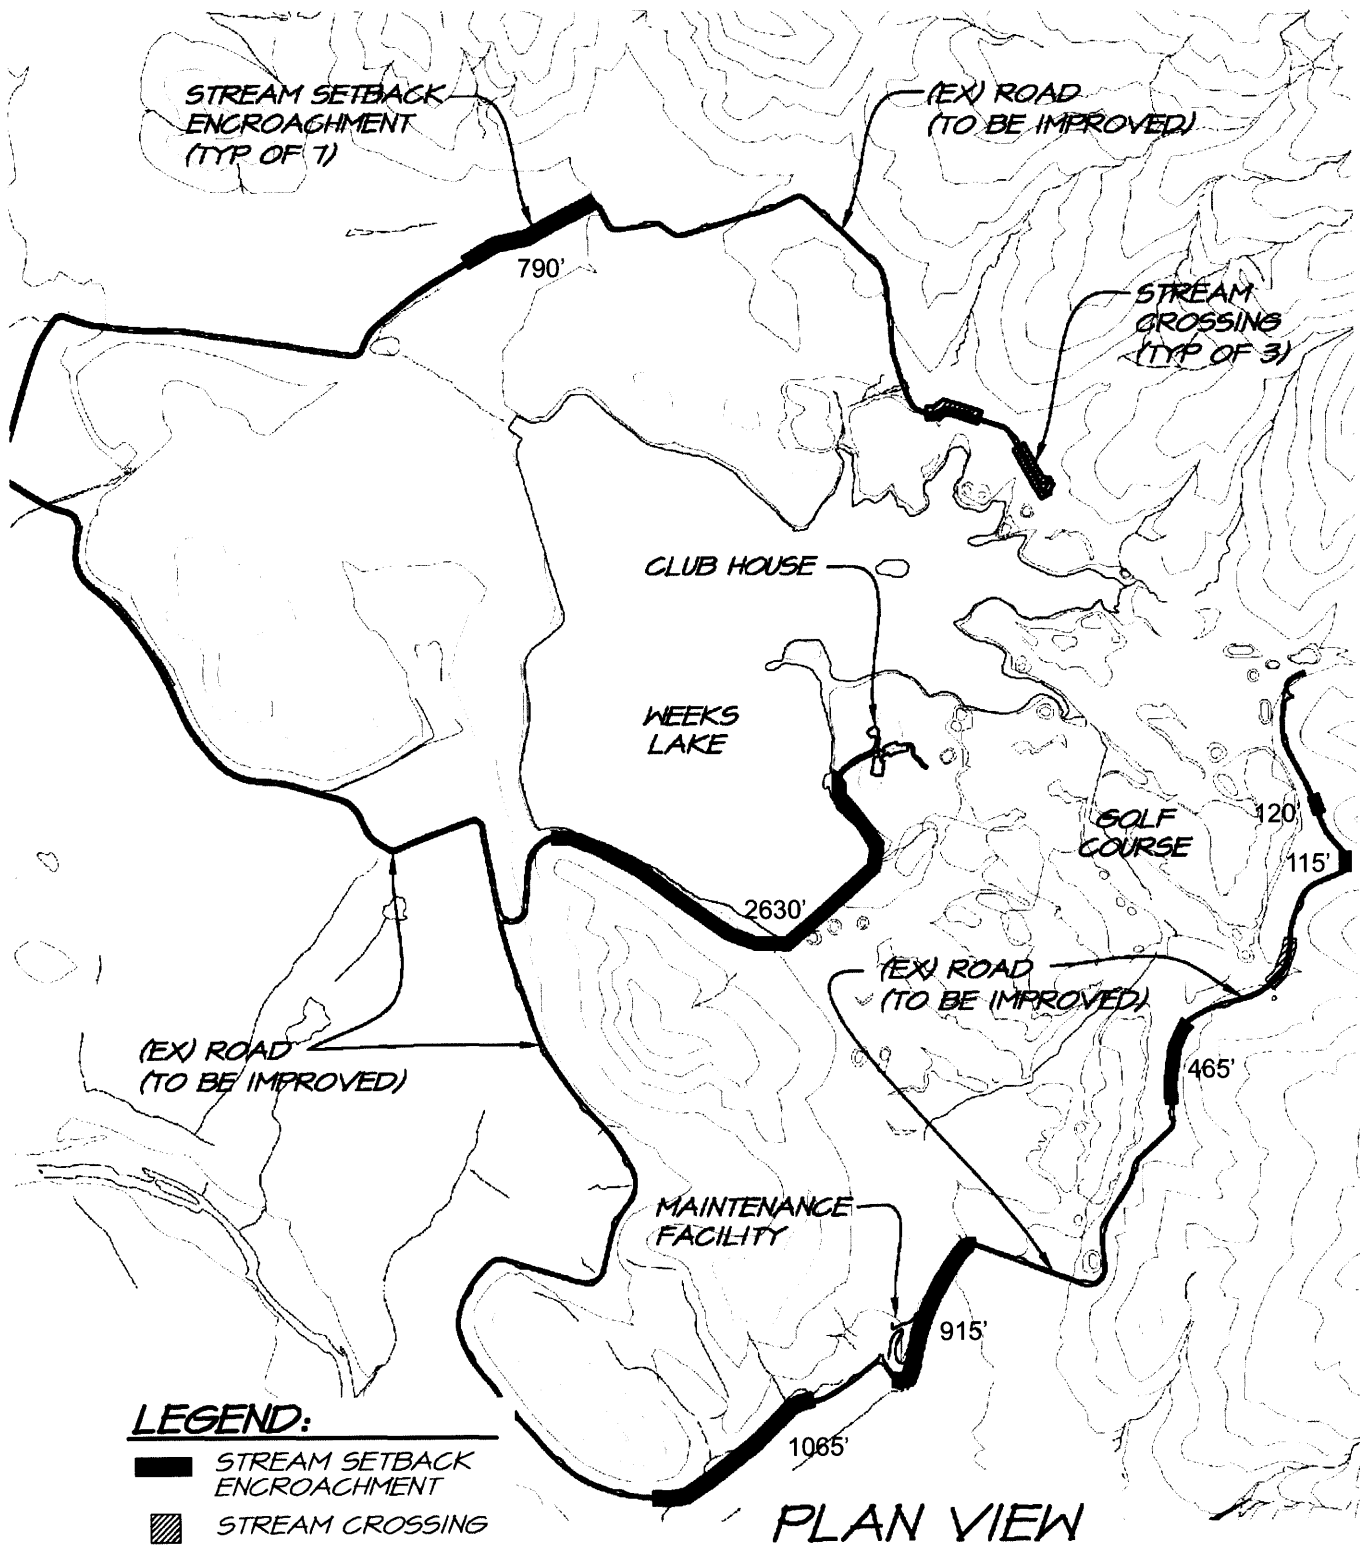 STREAM SETBACK
ENCROACHMENT
(TYP OF 7)
(EX) ROAD
(TO BE IMPROVED)
790'
STREAM
CROSSING
(TYP OF 3)
CLUB HOUSE
WEEKS
LAKE
GOLF
COURSE
120'
115'
2630'
(EX) ROAD
(TO BE IMPROVED)
(EX) ROAD
(TO BE IMPROVED)
465'
MAINTENANCE
FACILITY
915'
1065'
LEGEND:
STREAM SETBACK
ENCROACHMENT
STREAM CROSSING
PLAN VIEW